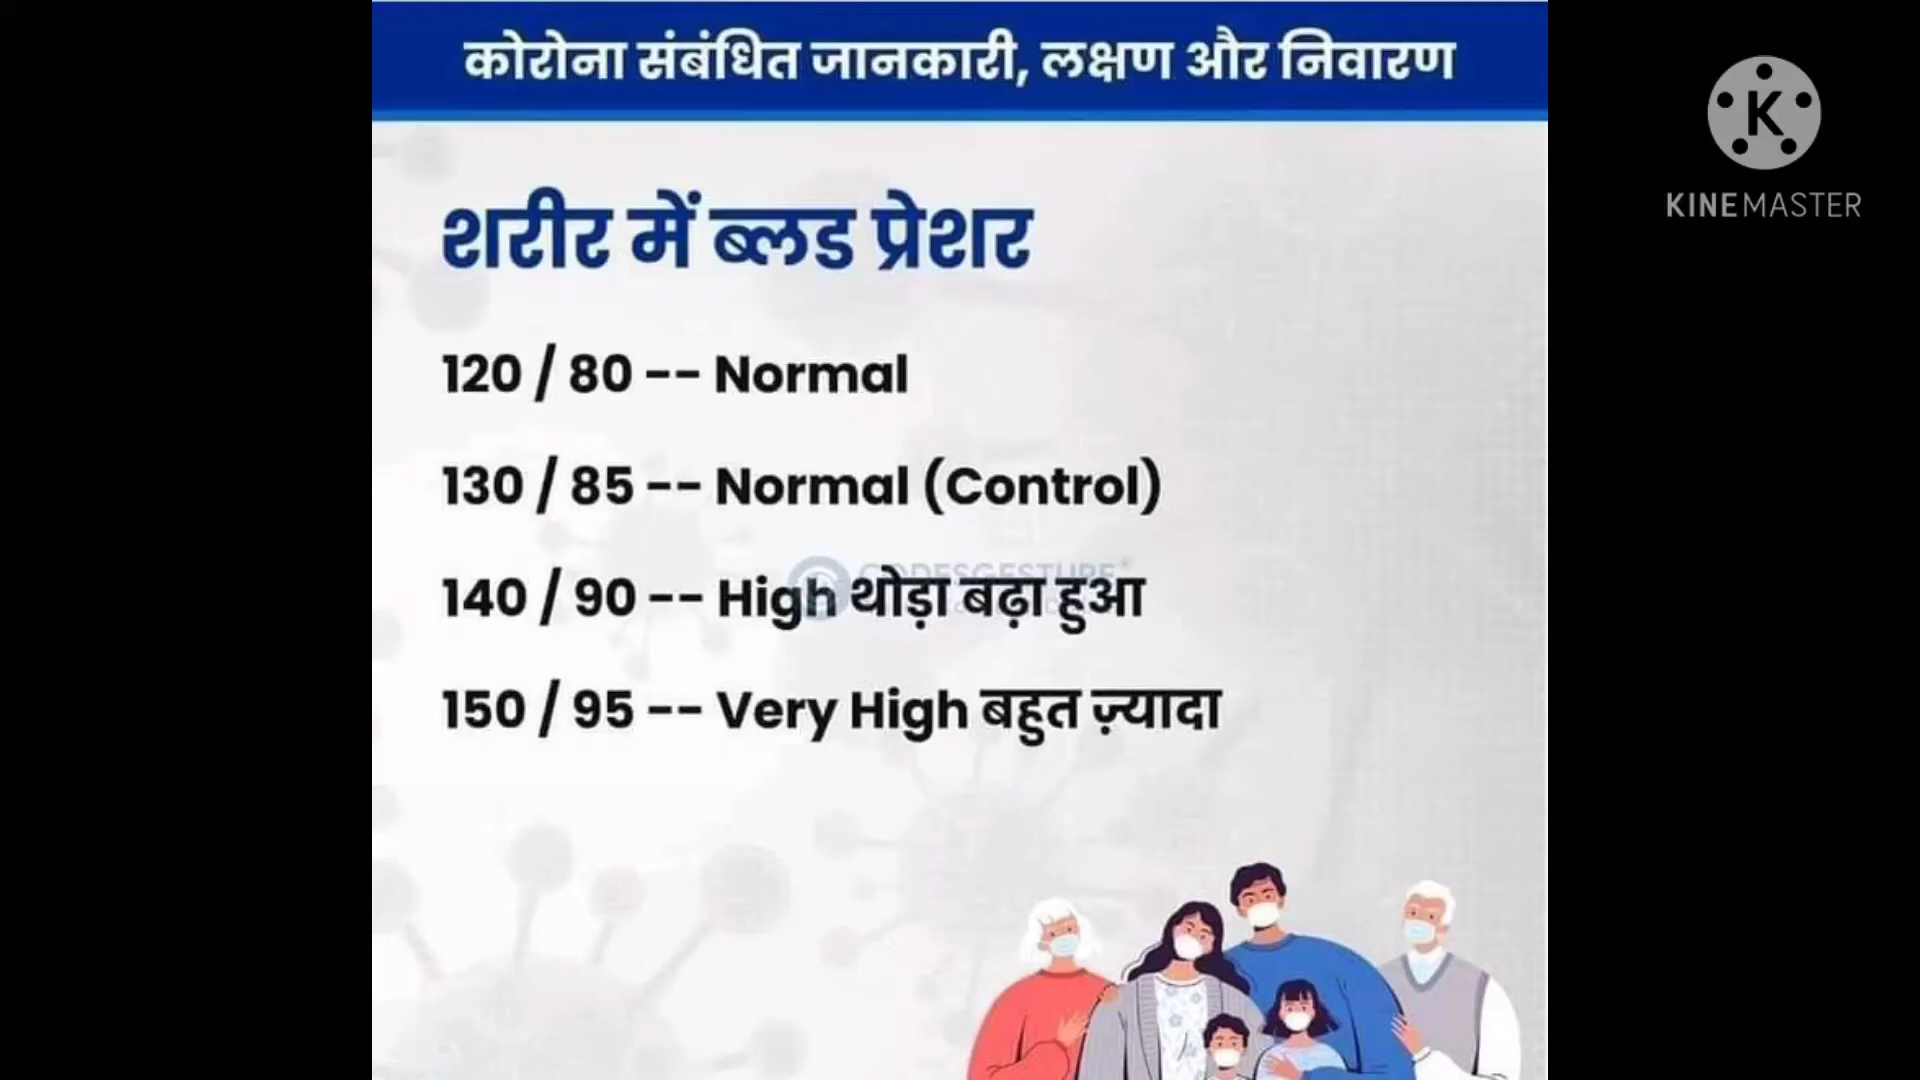 कोरोना संबंधित जानकारी, लक्षण और निवारण
K
KINEMASTER
शरीर में ब्लड प्रेशर
120 / 80 -- Normal
130 / 85 -- Normal (Control)
CODESGESTURE
140 / 90 -- High थोड़ा बढ़ा हुआ
150 / 95 -- Very High बहुत ज़्यादा